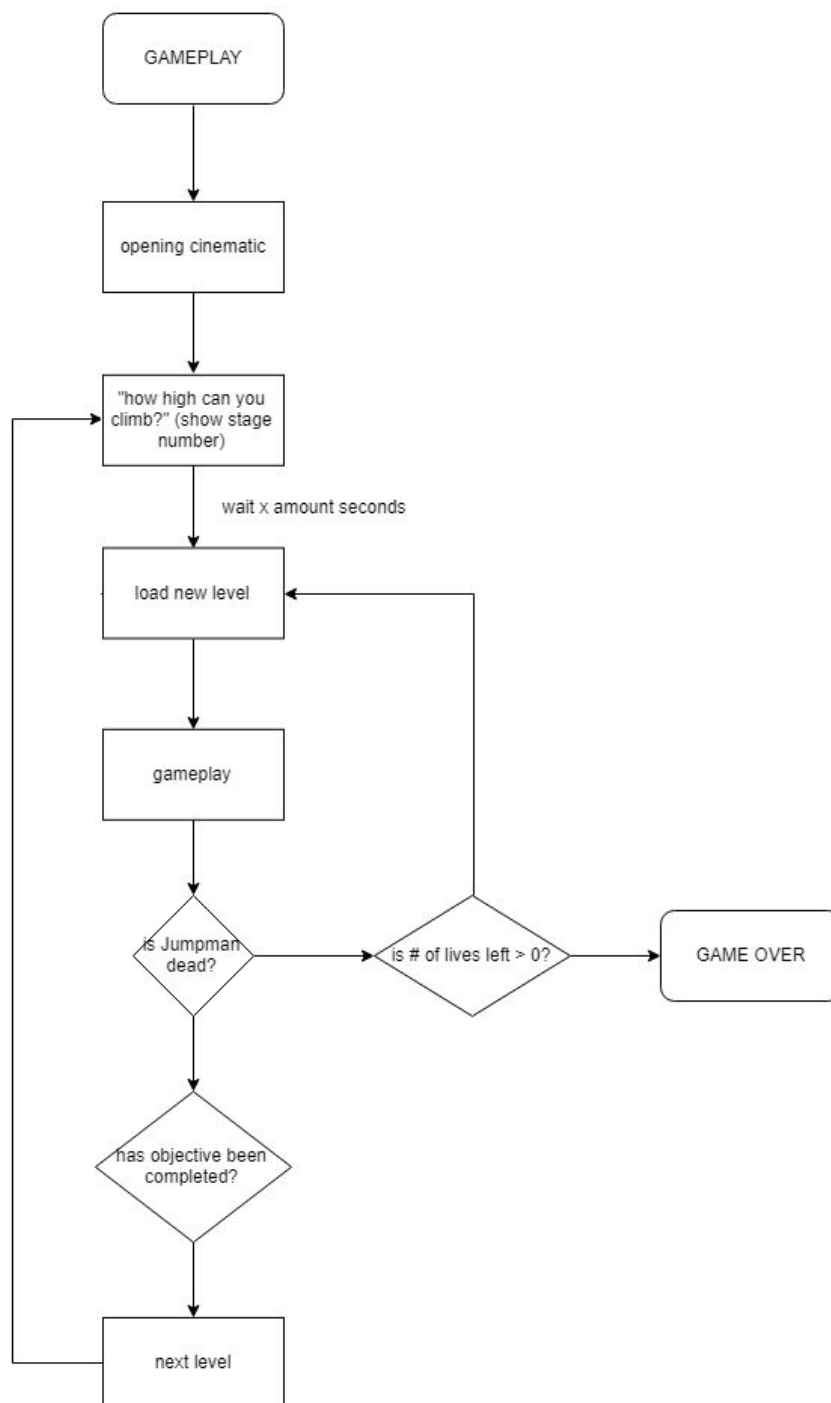 GAMEPLAY
opening cinematic
"how high can you
climb?" (show stage
number)
wait x amount seconds
load new level
gameplay
is Jumpman
dead?
is # of lives left > 0?
GAME OVER
has objective been
completed?
next level